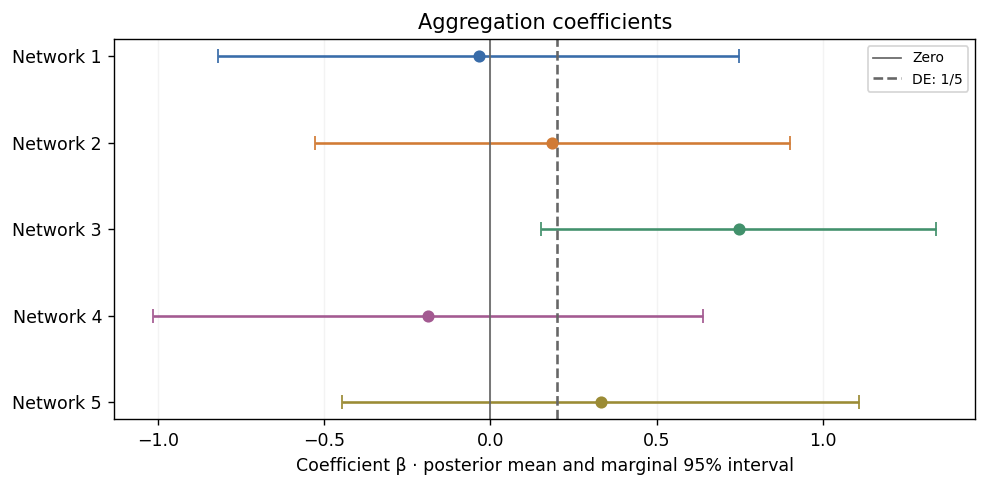 Aggregation coefficients
Network 1
Network 2
Network 3
Network 4
Network 5
Zero
DE: 1/5
−1.0
−0.5
0.0
0.5
1.0
Coefficient β · posterior mean and marginal 95% interval